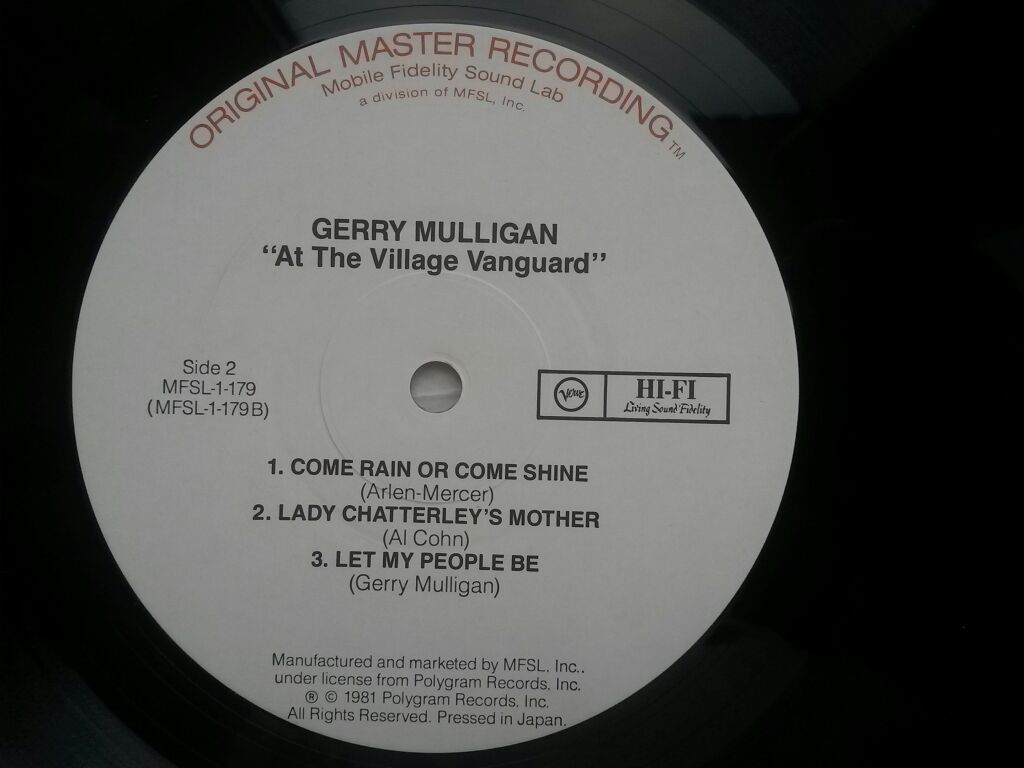 ORIGINAL MASTER RECORDING™
Mobile Fidelity Sound Lab
a division of MFSL, Inc.
GERRY MULLIGAN
"At The Village Vanguard"
Side 2
MFSL-1-179
(MFSL-1-179B)
Verve
HI-FI
Living Sound Fidelity
1. COME RAIN OR COME SHINE
(Arlen-Mercer)
2. LADY CHATTERLEY'S MOTHER
(Al Cohn)
3. LET MY PEOPLE BE
(Gerry Mulligan)
Manufactured and marketed by MFSL, Inc..
under license from Polygram Records, Inc.
® © 1981 Polygram Records, Inc.
All Rights Reserved. Pressed in Japan.